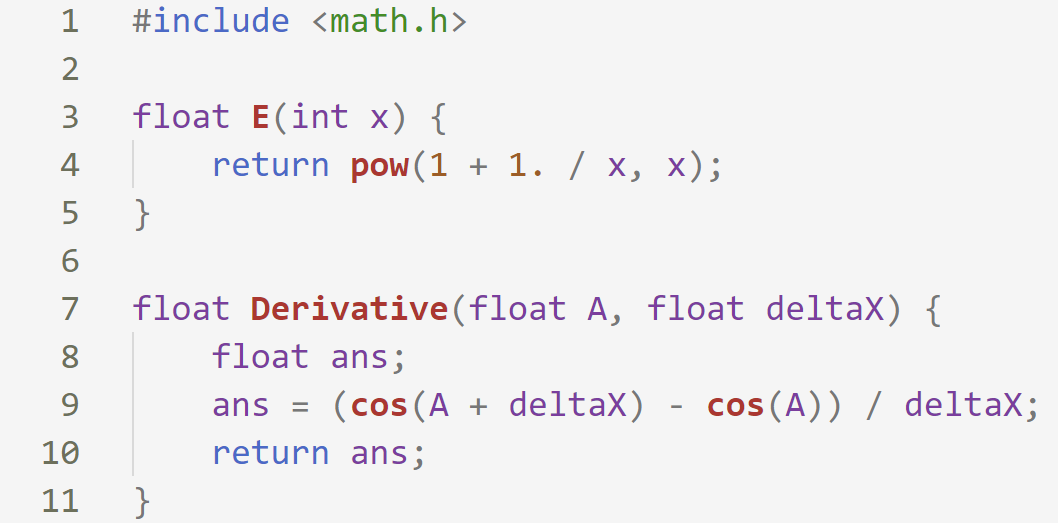 1 #include <math.h>
2
3 float E(int x) {
4     return pow(1 + 1. / x, x);
5 }
6
7 float Derivative(float A, float deltaX) {
8     float ans;
9     ans = (cos(A + deltaX) - cos(A)) / deltaX;
10     return ans;
11 }